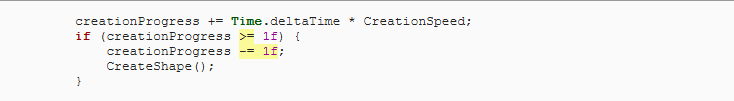 creationProgress += Time.deltaTime * CreationSpeed;
if (creationProgress >= 1f) {
creationProgress -= 1f;
CreateShape();
}